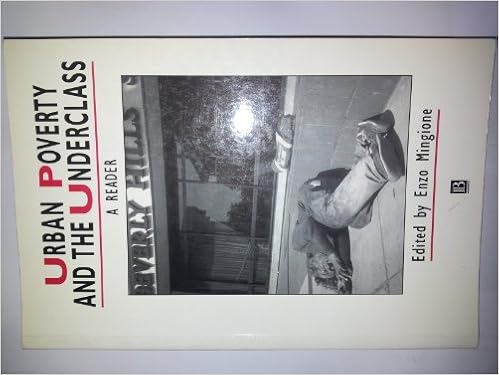 URBAN POVERTY
AND THE UNDERCLASS
A READER
BEVERLY HILLS
Edited by Enzo Mingione
B